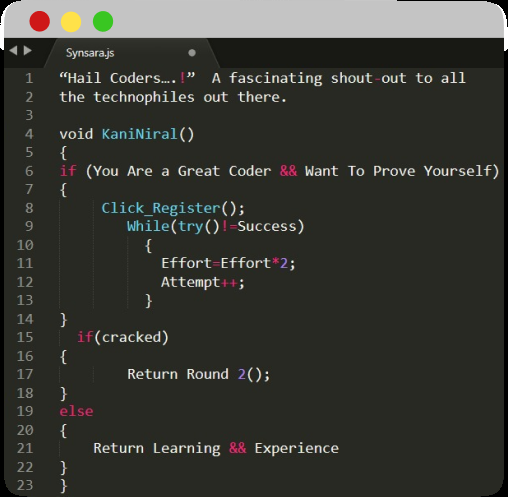 Synsara.js
1 “Hail Coders….!” A fascinating shout-out to all
2 the technophiles out there.
3
4 void KaniNiral()
5 {
6 if (You Are a Great Coder && Want To Prove Yourself)
7 {
8 Click_Register();
9 While(try()!=Success)
10 {
11 Effort=Effort*2;
12 Attempt++;
13 }
14 }
15 if(cracked)
16 {
17 Return Round 2();
18 }
19 else
20 {
21 Return Learning && Experience
22 }
23 }